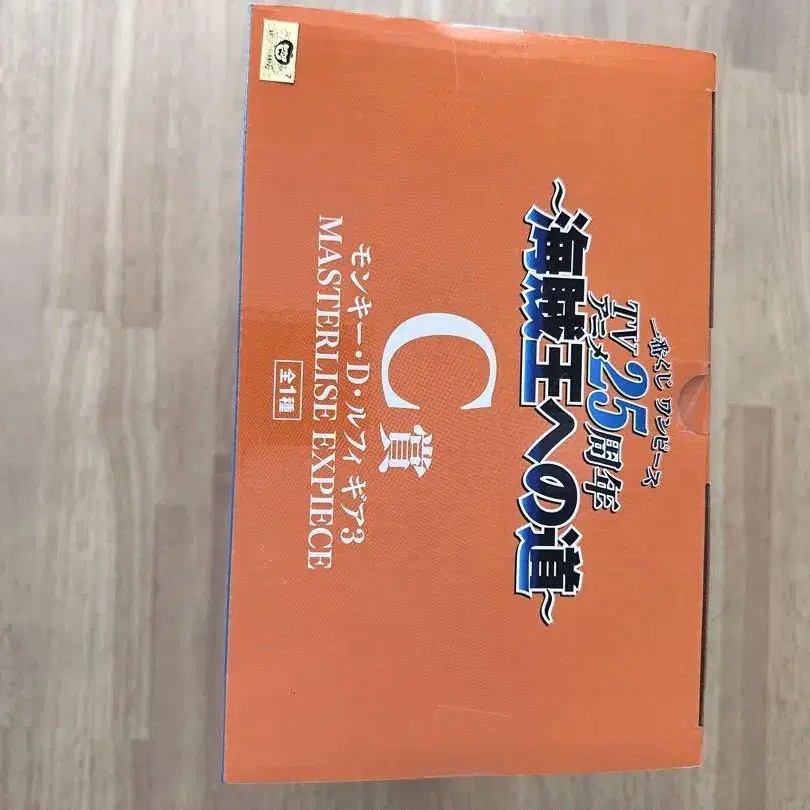 一番くじ ワンピース
TVアニメ25周年
～海賊王への道～
C賞
モンキー・D・ルフィ ギア3
MASTERLISE EXPIECE
全1種